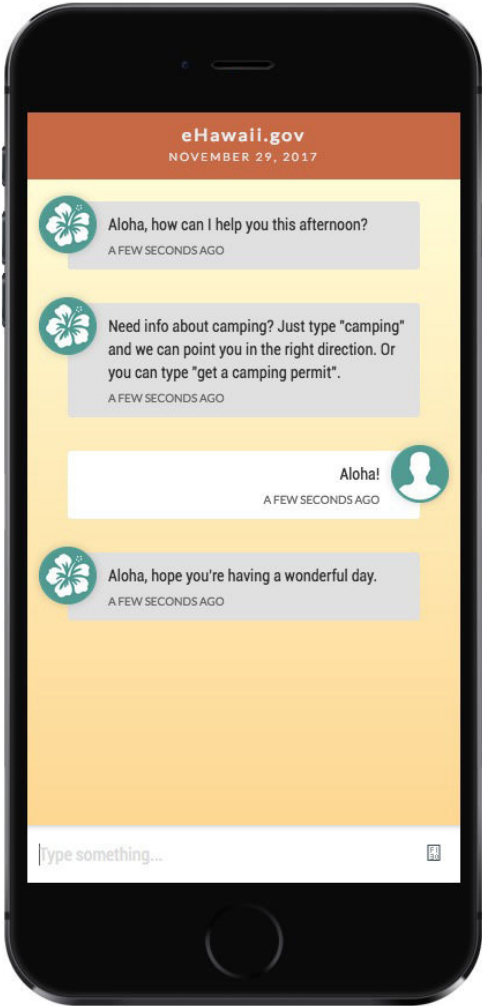 eHawaii.gov
NOVEMBER 29, 2017
Aloha, how can I help you this afternoon?
A FEW SECONDS AGO
Need info about camping? Just type "camping"
and we can point you in the right direction. Or
you can type "get a camping permit".
A FEW SECONDS AGO
Aloha!
A FEW SECONDS AGO
Aloha, hope you're having a wonderful day.
A FEW SECONDS AGO
Type something...